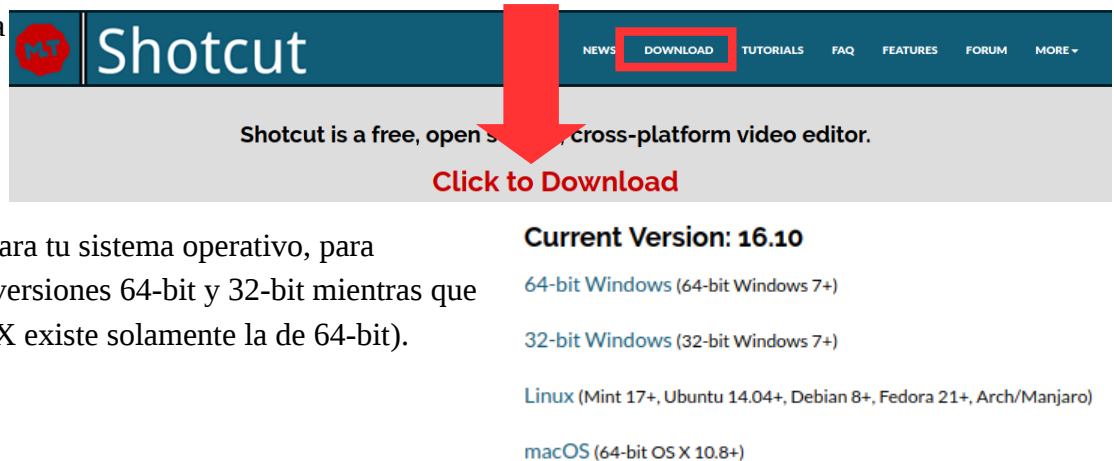 a
MT Shotcut NEWS DOWNLOAD TUTORIALS FAQ FEATURES FORUM MORE
Shotcut is a free, open s , cross-platform video editor.
Click to Download
ara tu sistema operativo, para
versiones 64-bit y 32-bit mientras que
X existe solamente la de 64-bit).
Current Version: 16.10
64-bit Windows (64-bit Windows 7+)
32-bit Windows (32-bit Windows 7+)
Linux (Mint 17+, Ubuntu 14.04+, Debian 8+, Fedora 21+, Arch/Manjaro)
macOS (64-bit OS X 10.8+)